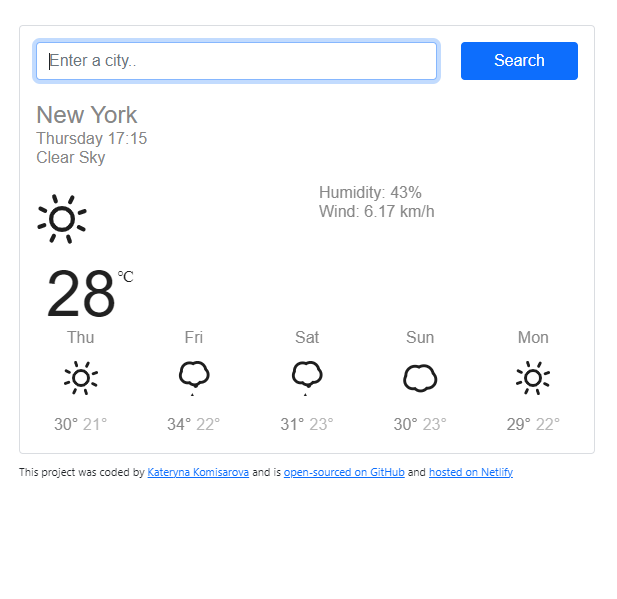 Enter a city.. Search
New York
Thursday 17:15
Clear Sky
Humidity: 43%
Wind: 6.17 km/h
28 °C
Thu Fri Sat Sun Mon
30° 21° 34° 22° 31° 23° 30° 23° 29° 22°
This project was coded by Kateryna Komisarova and is open-sourced on GitHub and hosted on Netlify